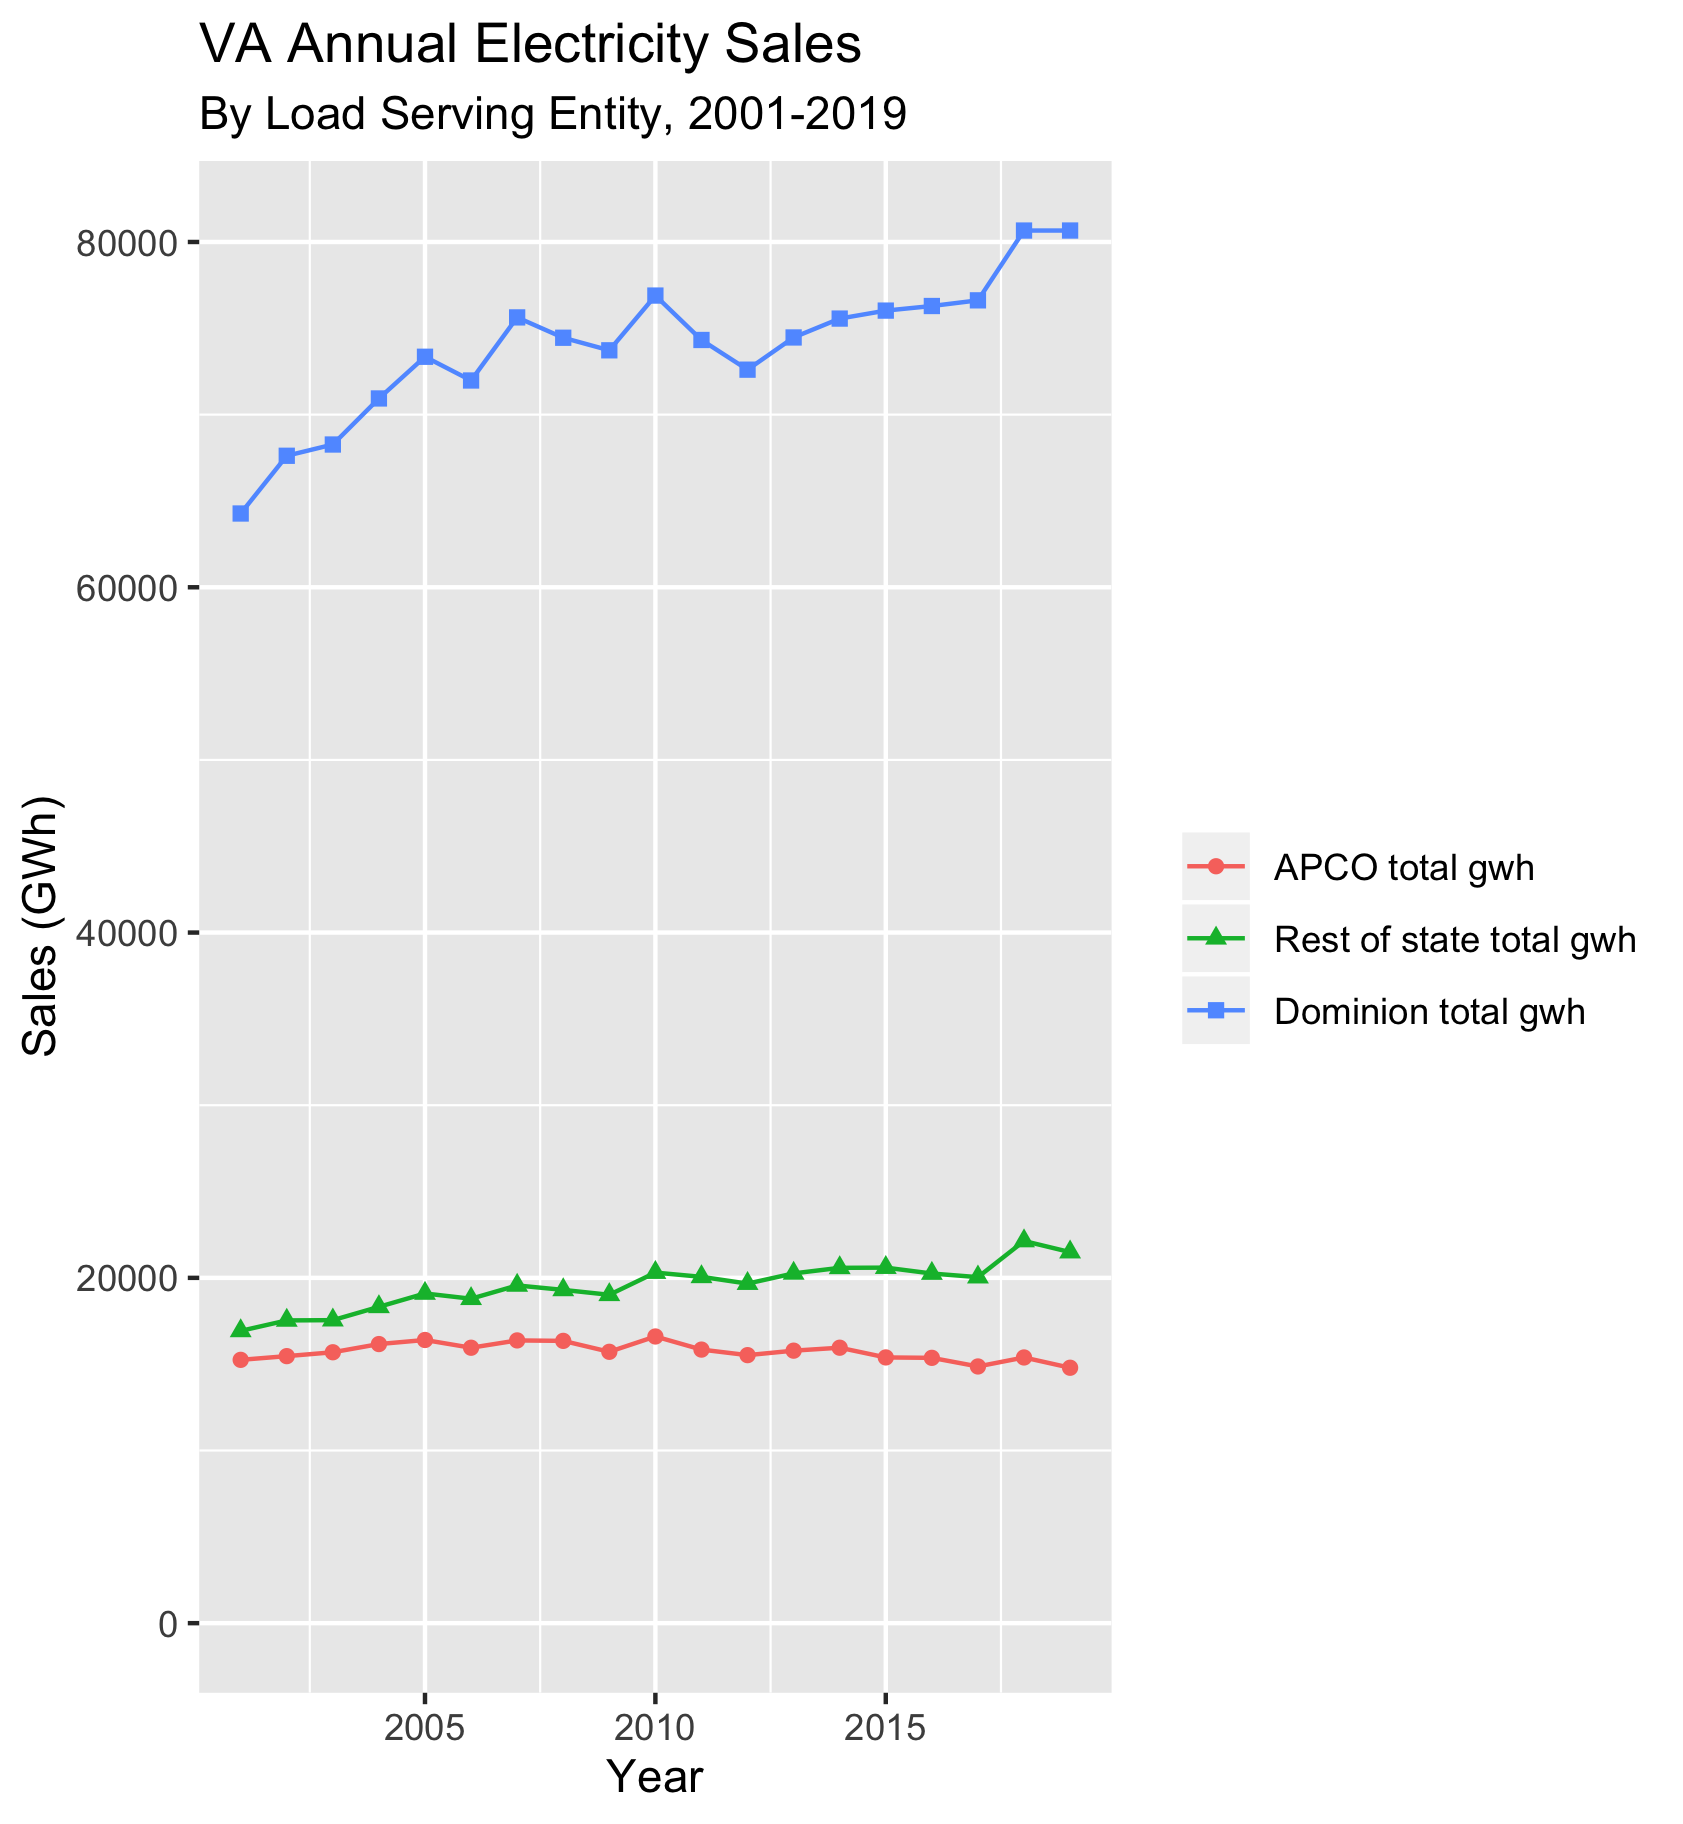 VA Annual Electricity Sales
By Load Serving Entity, 2001-2019
80000
60000
40000
20000
0
Sales (GWh)
2005 2010 2015
Year
APCO total gwh
Rest of state total gwh
Dominion total gwh